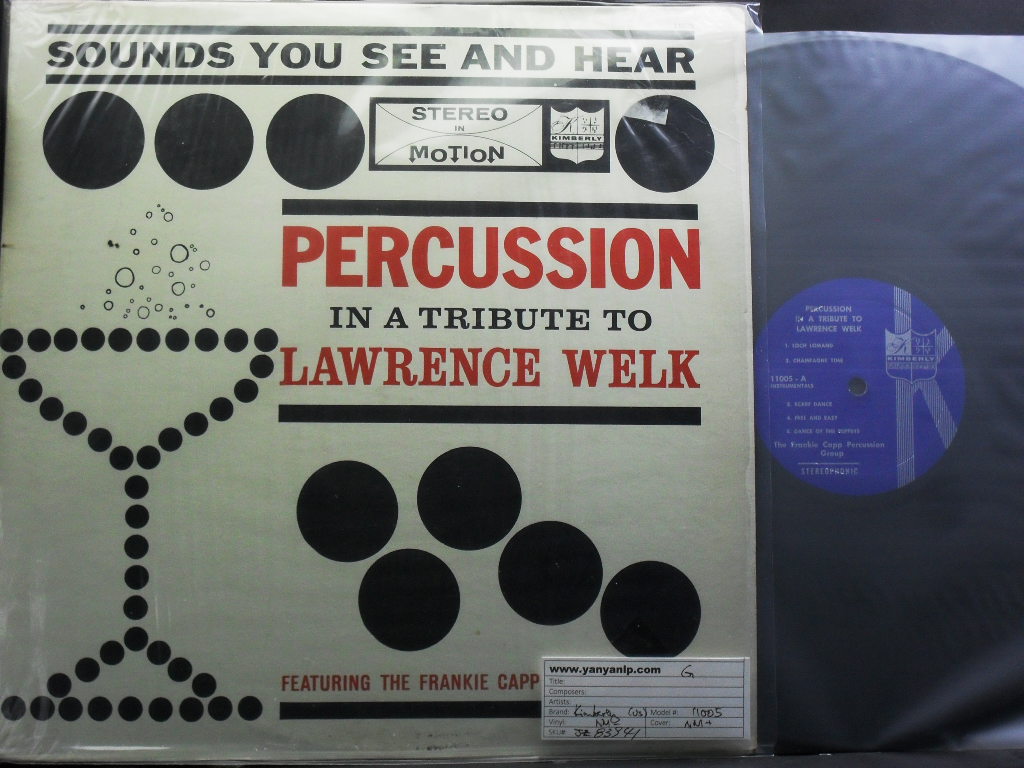 SOUNDS YOU SEE AND HEAR
STEREO
IN
MOTION
KIMBERLY
PERCUSSION
IN A TRIBUTE TO
LAWRENCE WELK
FEATURING THE FRANKIE CAPP
www.yanyanlp.com
G
Title:
Composers:
Artists:
Brand: Kimberly (US) Model #: 11005
Vinyl: Cover: NM+
SKU#
PERCUSSION
IN A TRIBUTE TO
LAWRENCE WELK
1. LOCH LOMAND
2. CHAMPAGNE TIME
11005 - A
INSTRUMENTALS
KIMBERLY
3. SCARF DANCE
4. FREE AND EASY
5. DANCE OF THE BUFFETS
The Frankie Capp Percussion
Group
STEREOPHONIC